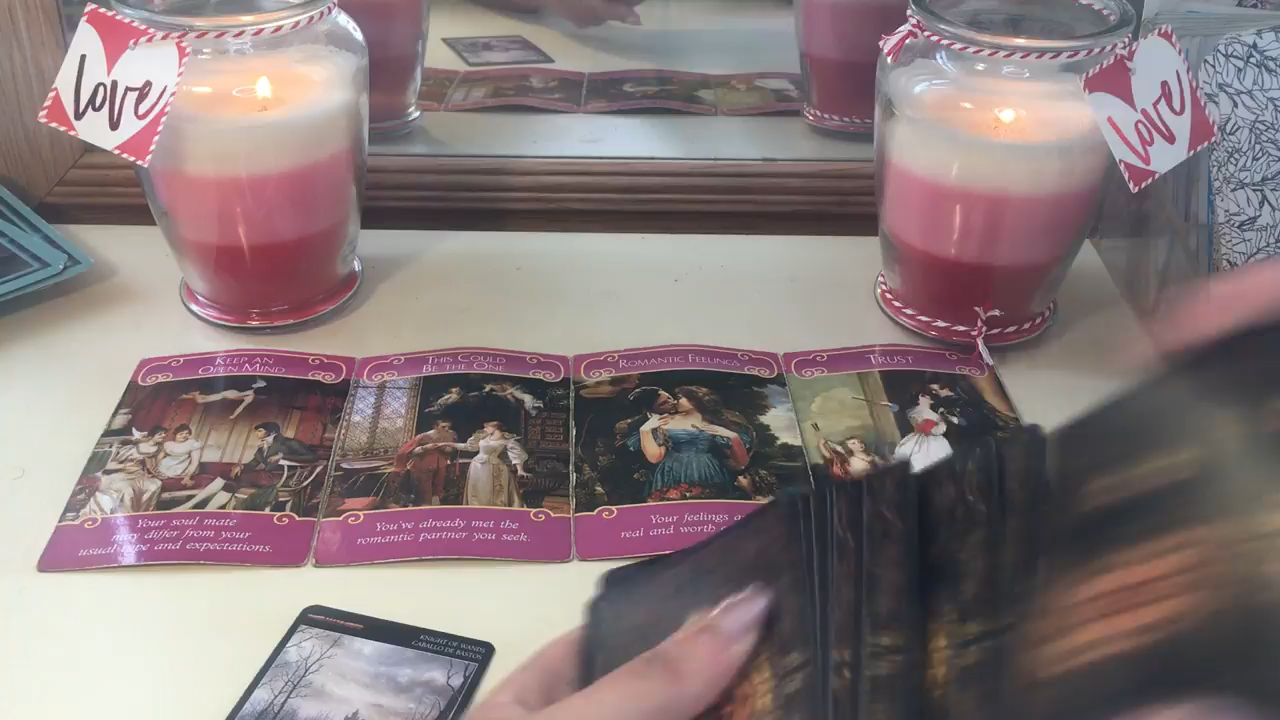 love
love
KEEP AN
OPEN MIND
THIS COULD
BE THE ONE
ROMANTIC FEELINGS
TRUST
Your soul mate
may differ from your
usual type and expectations.
You've already met the
romantic partner you seek.
Your feelings
real and worth
KNIGHT OF WANDS
CABALLO DE BASTOS